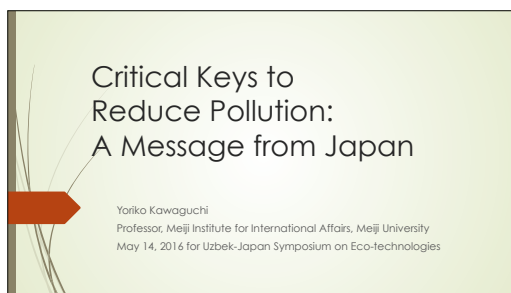 Critical Keys to
Reduce Pollution:
A Message from Japan
Yoriko Kawaguchi
Professor, Meiji Institute for International Affairs, Meiji University
May 14, 2016 for Uzbek-Japan Symposium on Eco-technologies